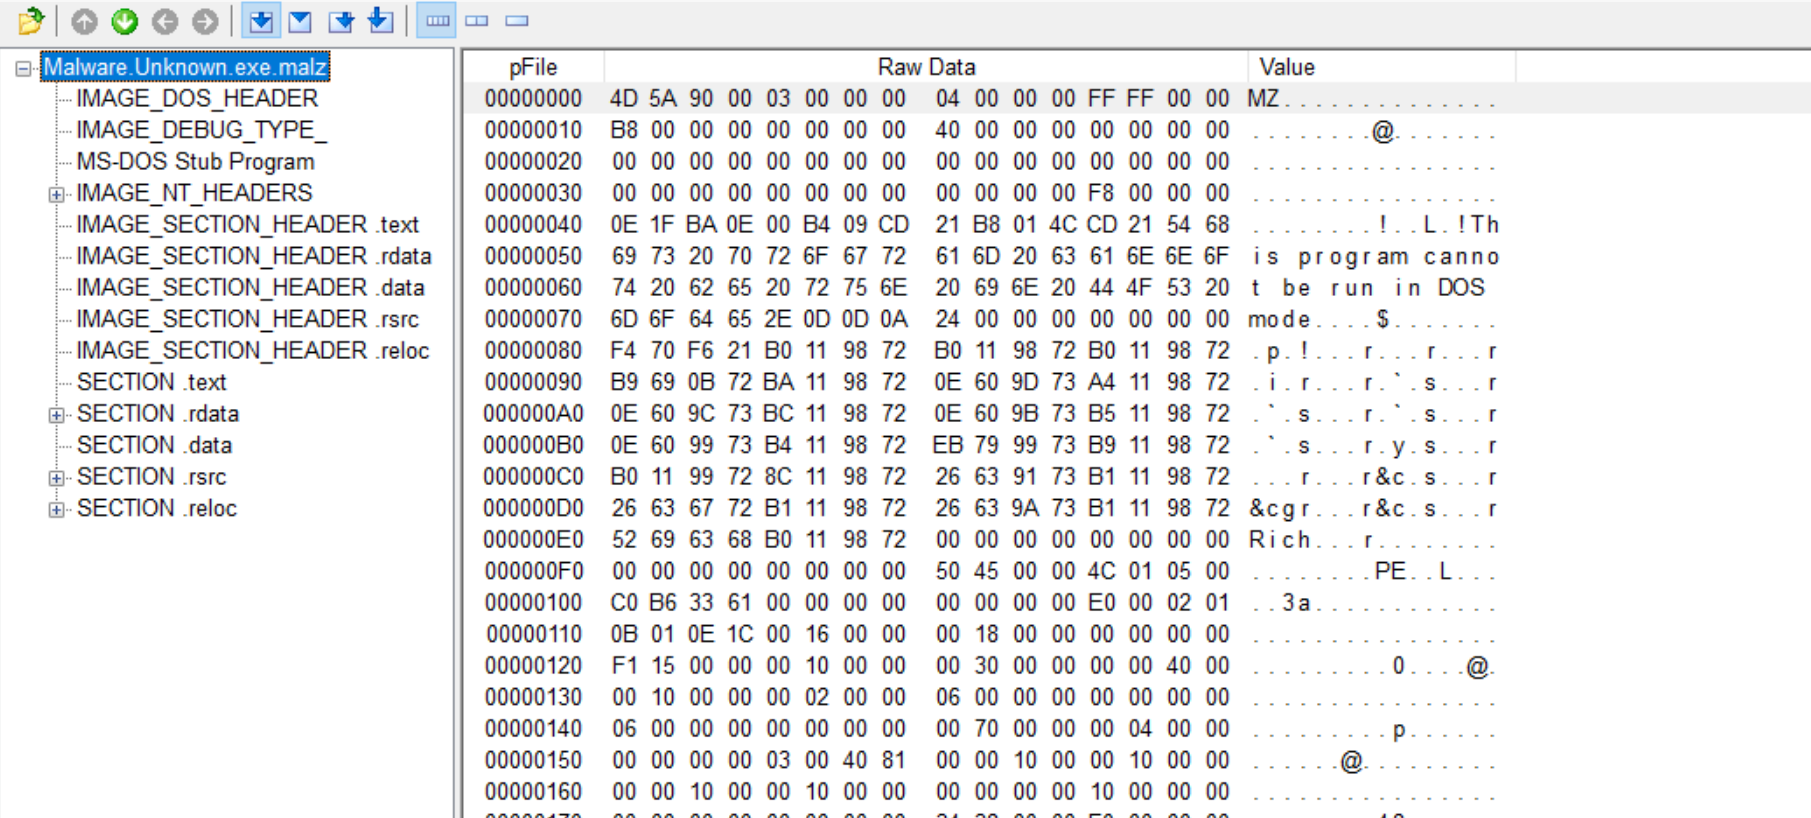 Malware.Unknown.exe.malz
IMAGE_DOS_HEADER
IMAGE_DEBUG_TYPE_
MS-DOS Stub Program
IMAGE_NT_HEADERS
IMAGE_SECTION_HEADER .text
IMAGE_SECTION_HEADER .rdata
IMAGE_SECTION_HEADER .data
IMAGE_SECTION_HEADER .rsrc
IMAGE_SECTION_HEADER .reloc
SECTION .text
SECTION .rdata
SECTION .data
SECTION .rsrc
SECTION .reloc
pFile Raw Data Value
00000000 4D 5A 90 00 03 00 00 00 04 00 00 00 FF FF 00 00 MZ..............
00000010 B8 00 00 00 00 00 00 00 40 00 00 00 00 00 00 00 ........@.......
00000020 00 00 00 00 00 00 00 00 00 00 00 00 00 00 00 00 ................
00000030 00 00 00 00 00 00 00 00 00 00 00 00 F8 00 00 00 ................
00000040 0E 1F BA 0E 00 B4 09 CD 21 B8 01 4C CD 21 54 68 ........!..L.!Th
00000050 69 73 20 70 72 6F 67 72 61 6D 20 63 61 6E 6E 6F is program canno
00000060 74 20 62 65 20 72 75 6E 20 69 6E 20 44 4F 53 20 t be run in DOS
00000070 6D 6F 64 65 2E 0D 0D 0A 24 00 00 00 00 00 00 00 mode....$.......
00000080 F4 70 F6 21 B0 11 98 72 B0 11 98 72 B0 11 98 72 .p.!...r...r...r
00000090 B9 69 0B 72 BA 11 98 72 0E 60 9D 73 A4 11 98 72 .i.r...r.`.s...r
000000A0 0E 60 9C 73 BC 11 98 72 0E 60 9B 73 B5 11 98 72 .`.s...r.`.s...r
000000B0 0E 60 99 73 B4 11 98 72 EB 79 99 73 B9 11 98 72 .`.s...r.y.s...r
000000C0 B0 11 99 72 8C 11 98 72 26 63 91 73 B1 11 98 72 ...r...r&c.s...r
000000D0 26 63 67 72 B1 11 98 72 26 63 9A 73 B1 11 98 72 &cgr...r&c.s...r
000000E0 52 69 63 68 B0 11 98 72 00 00 00 00 00 00 00 00 Rich...r........
000000F0 00 00 00 00 00 00 00 00 50 45 00 00 4C 01 05 00 ........PE..L...
00000100 C0 B6 33 61 00 00 00 00 00 00 00 00 E0 00 02 01 ..3a............
00000110 0B 01 0E 1C 00 16 00 00 00 18 00 00 00 00 00 00 ................
00000120 F1 15 00 00 00 10 00 00 00 30 00 00 00 00 40 00 .........0....@.
00000130 00 10 00 00 00 02 00 00 06 00 00 00 00 00 00 00 ................
00000140 06 00 00 00 00 00 00 00 00 70 00 00 00 04 00 00 .........p......
00000150 00 00 00 00 03 00 40 81 00 00 10 00 00 10 00 00 ......@.........
00000160 00 00 10 00 00 10 00 00 00 00 00 00 10 00 00 00 ................